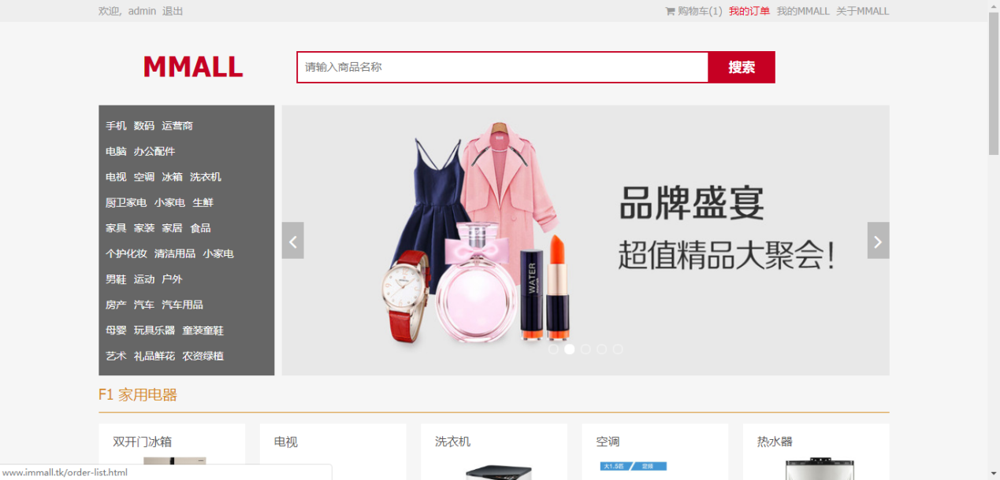 欢迎, admin 退出
购物车(1) 我的订单 我的MMALL 关于MMALL
MMALL
请输入商品名称
搜索
手机 数码 运营商
电脑 办公配件
电视 空调 冰箱 洗衣机
厨卫家电 小家电 生鲜
家具 家装 家居 食品
个护化妆 清洁用品 小家电
男鞋 运动 户外
房产 汽车 汽车用品
母婴 玩具乐器 童装童鞋
艺术 礼品鲜花 农资绿植
WATER
品牌盛宴
超值精品大聚会!
F1 家用电器
双开门冰箱
电视
洗衣机
空调
热水器
大1.5匹 定频
www.immall.tk/order-list.html